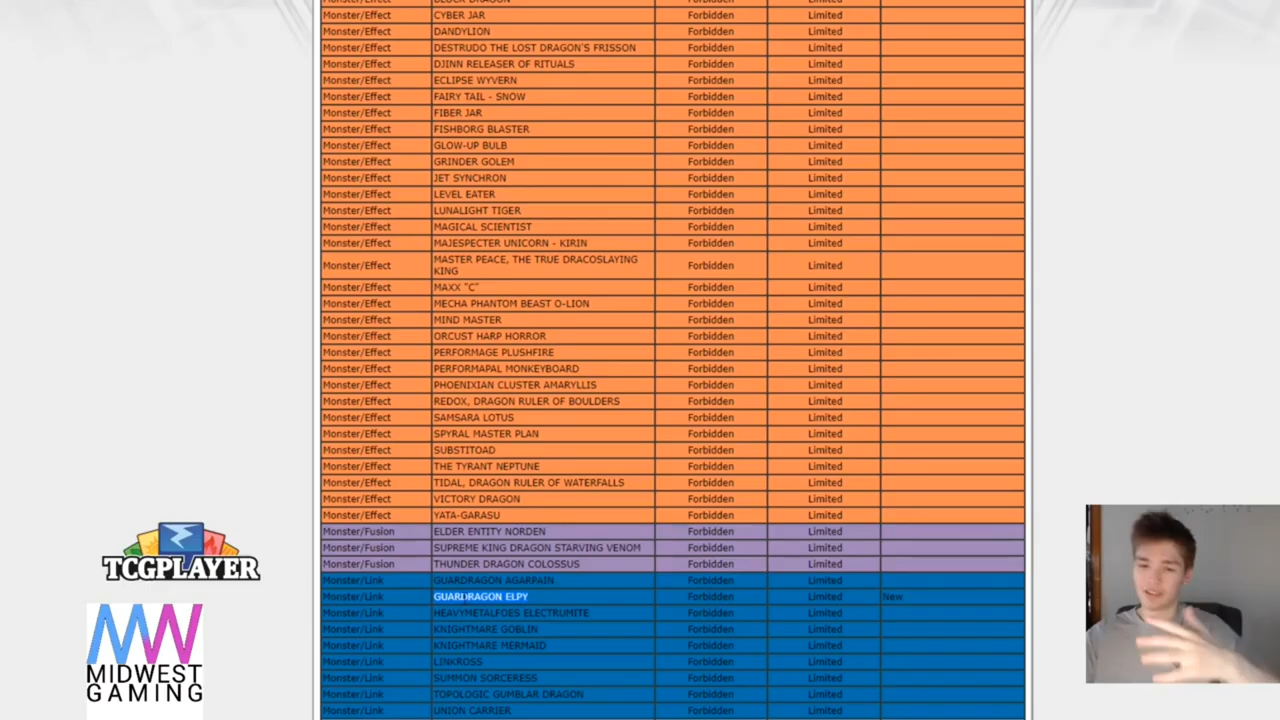 Monster/Effect CYBER JAR Forbidden Limited
Monster/Effect DANDYLION Forbidden Limited
Monster/Effect DESTRUDO THE LOST DRAGON'S FRISSON Forbidden Limited
Monster/Effect DJINN RELEASER OF RITUALS Forbidden Limited
Monster/Effect ECLIPSE WYVERN Forbidden Limited
Monster/Effect FAIRY TAIL - SNOW Forbidden Limited
Monster/Effect FIBER JAR Forbidden Limited
Monster/Effect FISHBORG BLASTER Forbidden Limited
Monster/Effect GLOW-UP BULB Forbidden Limited
Monster/Effect GRINDER GOLEM Forbidden Limited
Monster/Effect JET SYNCHRON Forbidden Limited
Monster/Effect LEVEL EATER Forbidden Limited
Monster/Effect LUNALIGHT TIGER Forbidden Limited
Monster/Effect MAGICAL SCIENTIST Forbidden Limited
Monster/Effect MAJESPECTER UNICORN - KIRIN Forbidden Limited
Monster/Effect MASTER PEACE, THE TRUE DRACOSLAYING
KING Forbidden Limited
Monster/Effect MAXX "C" Forbidden Limited
Monster/Effect MECHA PHANTOM BEAST O-LION Forbidden Limited
Monster/Effect MIND MASTER Forbidden Limited
Monster/Effect ORCUST HARP HORROR Forbidden Limited
Monster/Effect PERFORMAGE PLUSHFIRE Forbidden Limited
Monster/Effect PERFORMAPAL MONKEYBOARD Forbidden Limited
Monster/Effect PHOENIXIAN CLUSTER AMARYLLIS Forbidden Limited
Monster/Effect REDOX, DRAGON RULER OF BOULDERS Forbidden Limited
Monster/Effect SAMSARA LOTUS Forbidden Limited
Monster/Effect SPYRAL MASTER PLAN Forbidden Limited
Monster/Effect SUBSTITOAD Forbidden Limited
Monster/Effect THE TYRANT NEPTUNE Forbidden Limited
Monster/Effect TIDAL, DRAGON RULER OF WATERFALLS Forbidden Limited
Monster/Effect VICTORY DRAGON Forbidden Limited
Monster/Effect YATA-GARASU Forbidden Limited
Monster/Fusion ELDER ENTITY NORDEN Forbidden Limited
Monster/Fusion SUPREME KING DRAGON STARVING VENOM Forbidden Limited
Monster/Fusion THUNDER DRAGON COLOSSUS Forbidden Limited
Monster/Link GUARDRAGON AGARPAIN Forbidden Limited
Monster/Link GUARDRAGON ELPY Forbidden Limited New
Monster/Link HEAVYMETALFOES ELECTRUMITE Forbidden Limited
Monster/Link KNIGHTMARE GOBLIN Forbidden Limited
Monster/Link KNIGHTMARE MERMAID Forbidden Limited
Monster/Link LINKROSS Forbidden Limited
Monster/Link SUMMON SORCERESS Forbidden Limited
Monster/Link TOPOLOGIC GUMBLAR DRAGON Forbidden Limited
Monster/Link UNION CARRIER Forbidden Limited
TCGPLAYER
MW
MIDWEST
GAMING